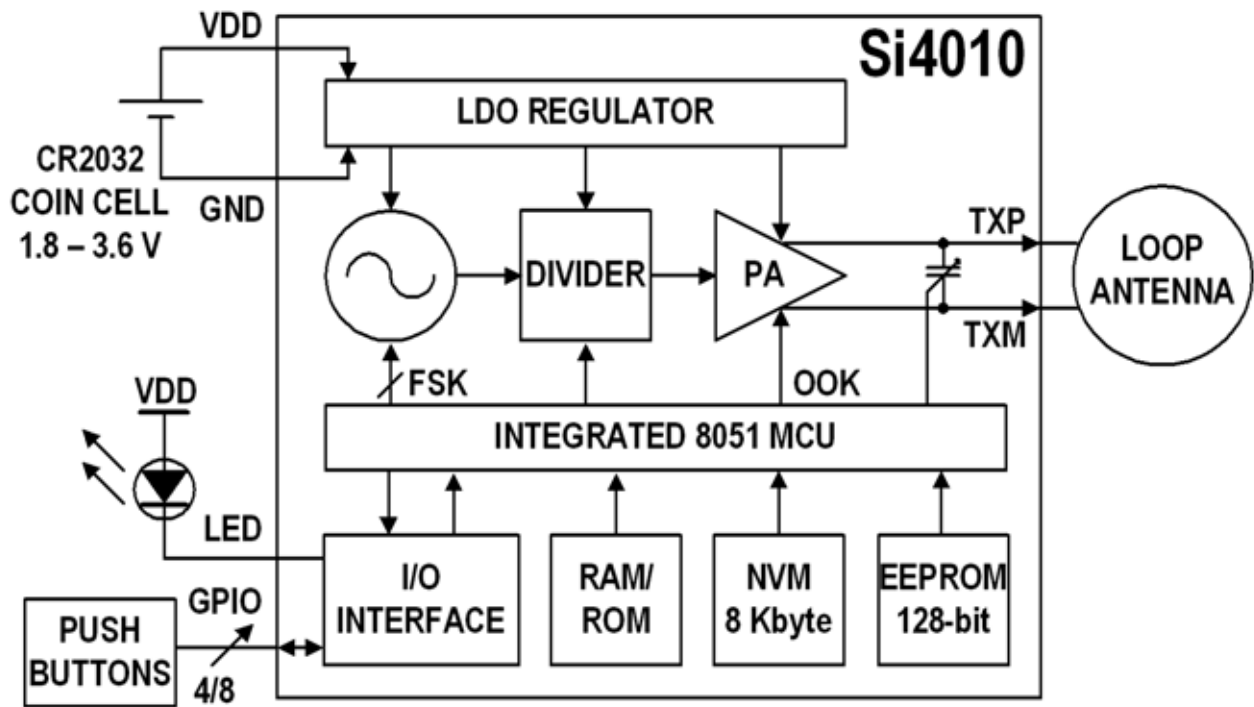 VDD
Si4010
LDO REGULATOR
CR2032
COIN CELL
1.8 – 3.6 V
GND
DIVIDER
PA
TXP
TXM
LOOP
ANTENNA
FSK
OOK
VDD
INTEGRATED 8051 MCU
LED
I/O
INTERFACE
RAM/
ROM
NVM
8 Kbyte
EEPROM
128-bit
GPIO
PUSH
BUTTONS
4/8